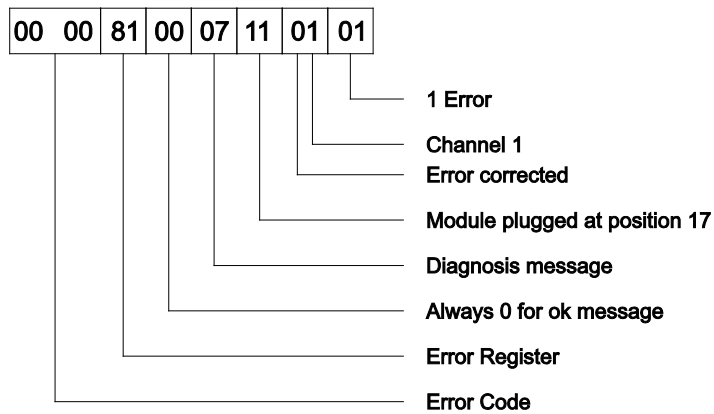 00 00 81 00 07 11 01 01
1 Error
Channel 1
Error corrected
Module plugged at position 17
Diagnosis message
Always 0 for ok message
Error Register
Error Code